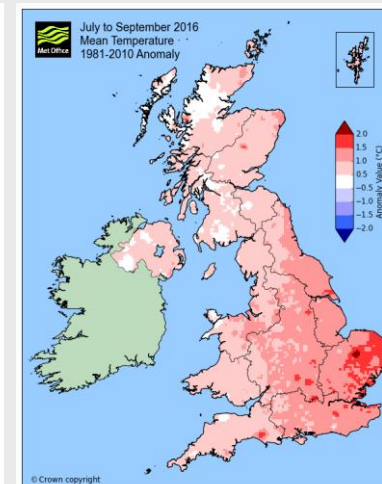 Met Office
July to September 2016
Mean Temperature
1981-2010 Anomaly
2.0
1.5
1.0
0.5
−0.5
−1.0
−1.5
−2.0
Anomaly Value (°C)
© Crown copyright